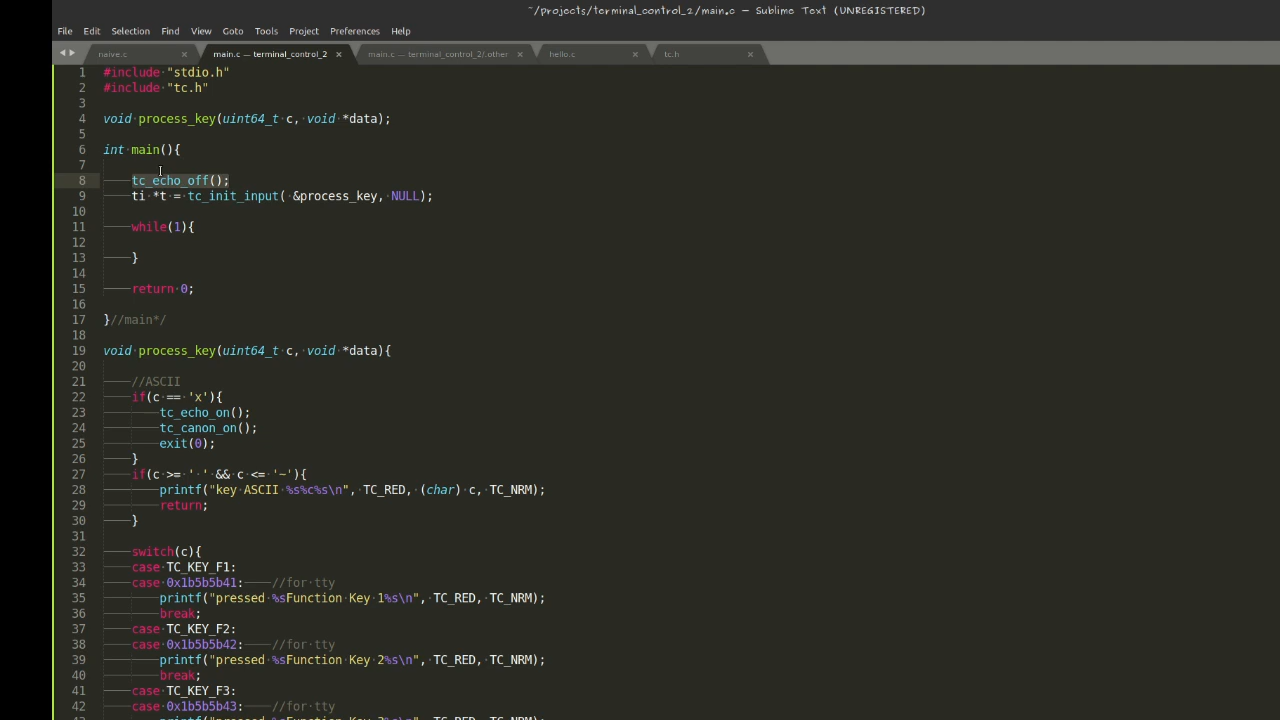 ~/projects/terminal_control_2/main.c — Sublime Text (UNREGISTERED)
File Edit Selection Find View Goto Tools Project Preferences Help
naive.c × main.c — terminal_control_2 × main.c — terminal_control_2/.other × hello.c × tc.h ×
1 #include "stdio.h"
2 #include "tc.h"
3
4 void process_key(uint64_t c, void *data);
5
6 int main(){
7
8 tc_echo_off();
9 ti *t = tc_init_input( &process_key, NULL);
10
11 while(1){
12
13 }
14
15 return 0;
16
17 }//main*/
18
19 void process_key(uint64_t c, void *data){
20
21 //ASCII
22 if(c == 'x'){
23 tc_echo_on();
24 tc_canon_on();
25 exit(0);
26 }
27 if(c >= ' ' && c <= '~'){
28 printf("key ASCII %s%c%s\n", TC_RED, (char) c, TC_NRM);
29 return;
30 }
31
32 switch(c){
33 case TC_KEY_F1:
34 case 0x1b5b5b41: //for tty
35 printf("pressed %sFunction Key 1%s\n", TC_RED, TC_NRM);
36 break;
37 case TC_KEY_F2:
38 case 0x1b5b5b42: //for tty
39 printf("pressed %sFunction Key 2%s\n", TC_RED, TC_NRM);
40 break;
41 case TC_KEY_F3:
42 case 0x1b5b5b43: //for tty